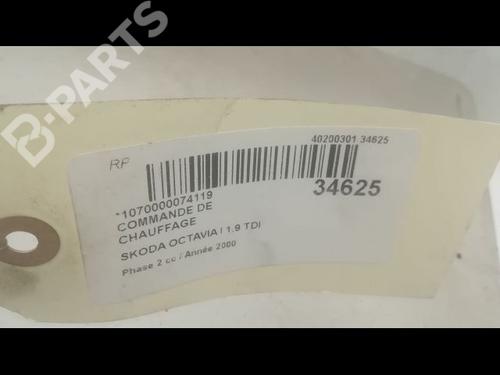 B-PARTS
RP
40200301 34625
34625
*1070000074119
COMMANDE DE
CHAUFFAGE
SKODA OCTAVIA I 1.9 TDI
Phase 2 cc / Année 2000